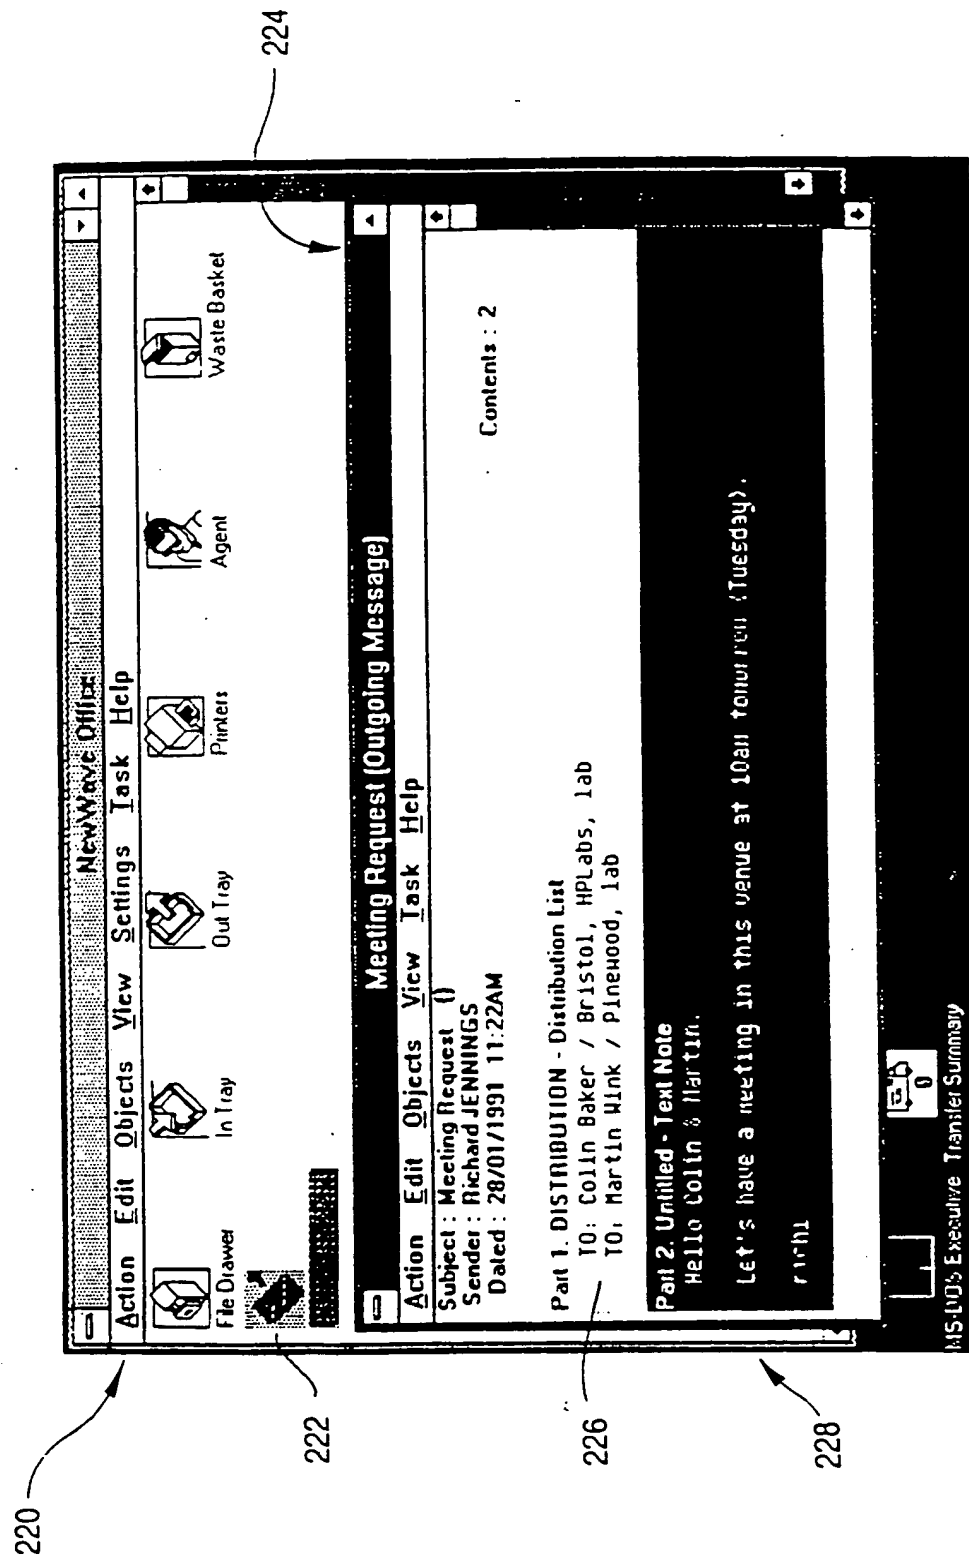 220
NewWave Office
Action Edit Objects View Settings Task Help
File Drawer In Tray Out Tray Printers Agent Waste Basket
222
224
Meeting Request (Outgoing Message)
Action Edit Objects View Task Help
Subject : Meeting Request ()
Sender : Richard JENNINGS
Dated : 28/01/1991 11:22AM
Contents : 2
Part 1. DISTRIBUTION - Distribution List
TO: Colin Baker / Bristol, HPLabs, lab
TO: Martin Wink / Pinewood, lab
226
Part 2. Untitled - Text Note
Hello Colin & Martin.
Let's have a meeting in this venue at 10am tomorrow (Tuesday).
richi
228
0
MS-DOS Executive Transfer Summary